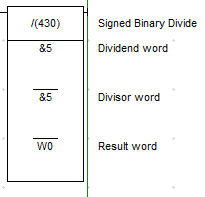 /(430) Signed Binary Divide
&5 Dividend word
&5 Divisor word
W0 Result word